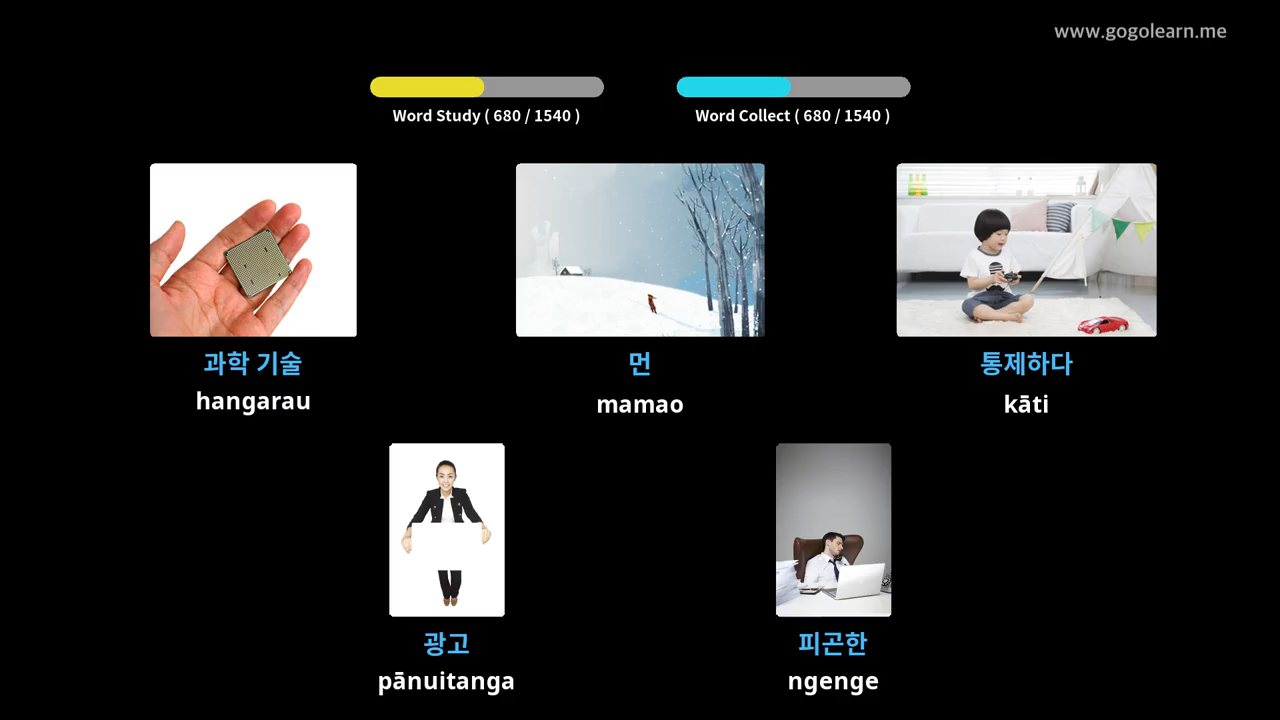 www.gogolearn.me
Word Study ( 680 / 1540 )
Word Collect ( 680 / 1540 )
과학 기술
hangarau
먼
mamao
통제하다
kāti
광고
pānuitanga
피곤한
ngenge